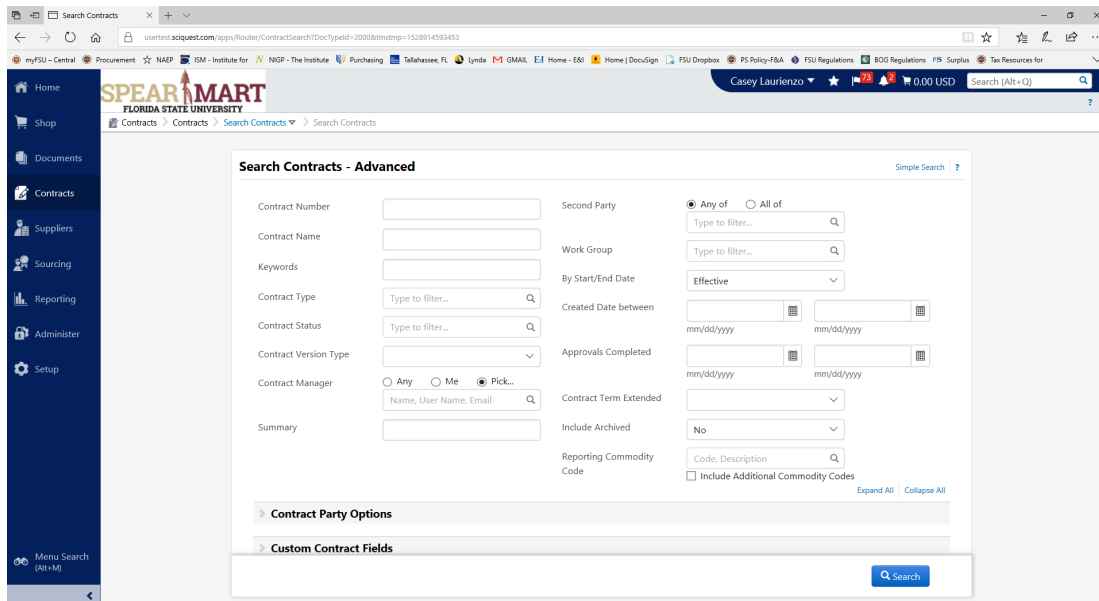 Search Contracts
usertest.sciquest.com/apps/Router/ContractSearch?DocTypeId=2000&tmstmp=1528914593453
myFSU - Central Procurement NAEP ISM - Institute for NIGP - The Institute Purchasing Tallahassee, FL Lynda GMAIL Home - E&I Home | DocuSign FSU Dropbox PS Policy-F&A FSU Regulations BOG Regulations Surplus Tax Resources for
Home
SPEARMART
FLORIDA STATE UNIVERSITY
Casey Laurienzo 73 2 0.00 USD Search (Alt+Q)
?
Shop
Contracts > Contracts > Search Contracts > Search Contracts
Documents
Contracts
Suppliers
Sourcing
Reporting
Administer
Setup
Search Contracts - Advanced
Simple Search ?
Contract Number
Contract Name
Keywords
Contract Type Type to filter...
Contract Status Type to filter...
Contract Version Type
Contract Manager Any Me Pick...
Name, User Name, Email
Summary
Second Party Any of All of
Type to filter...
Work Group Type to filter...
By Start/End Date Effective
Created Date between
mm/dd/yyyy mm/dd/yyyy
Approvals Completed
mm/dd/yyyy mm/dd/yyyy
Contract Term Extended
Include Archived No
Reporting Commodity Code Code, Description
Include Additional Commodity Codes
Expand All Collapse All
> Contract Party Options
> Custom Contract Fields
Menu Search
(Alt+M)
Search